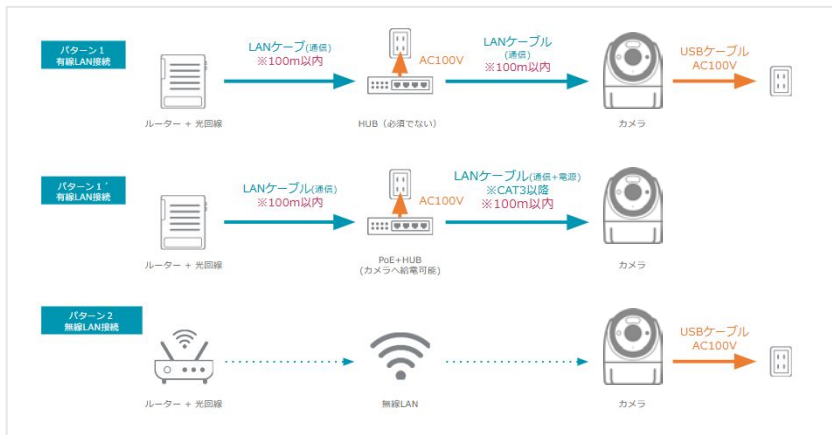 パターン1
有線LAN接続
LANケーブ(通信)
※100m以内
AC100V
LANケーブル
(通信)
※100m以内
USBケーブル
AC100V
ルーター + 光回線
HUB（必須でない）
カメラ
パターン1´
有線LAN接続
LANケーブル(通信)
※100m以内
AC100V
LANケーブル(通信+電源)
※CAT3以降
※100m以内
ルーター + 光回線
PoE+HUB
(カメラへ給電可能)
カメラ
パターン2
無線LAN接続
USBケーブル
AC100V
ルーター + 光回線
無線LAN
カメラ